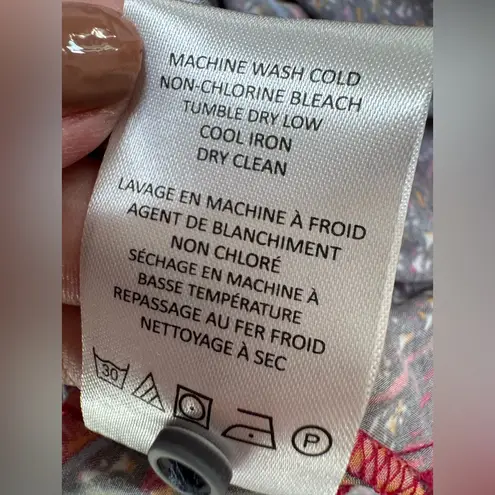 MACHINE WASH COLD
NON-CHLORINE BLEACH
TUMBLE DRY LOW
COOL IRON
DRY CLEAN
LAVAGE EN MACHINE À FROID
AGENT DE BLANCHIMENT
NON CHLORÉ
SÉCHAGE EN MACHINE À
BASSE TEMPÉRATURE
REPASSAGE AU FER FROID
NETTOYAGE À SEC
30 P